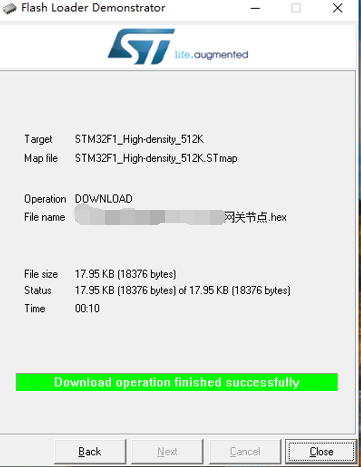 Flash Loader Demonstrator
ST
life.augmented
Target STM32F1_High-density_512K
Map file STM32F1_High-density_512K.STmap
Operation DOWNLOAD
File name 网关节点.hex
File size 17.95 KB (18376 bytes)
Status 17.95 KB (18376 bytes) of 17.95 KB (18376 bytes)
Time 00:10
Download operation finished successfully
Back Next Cancel Close